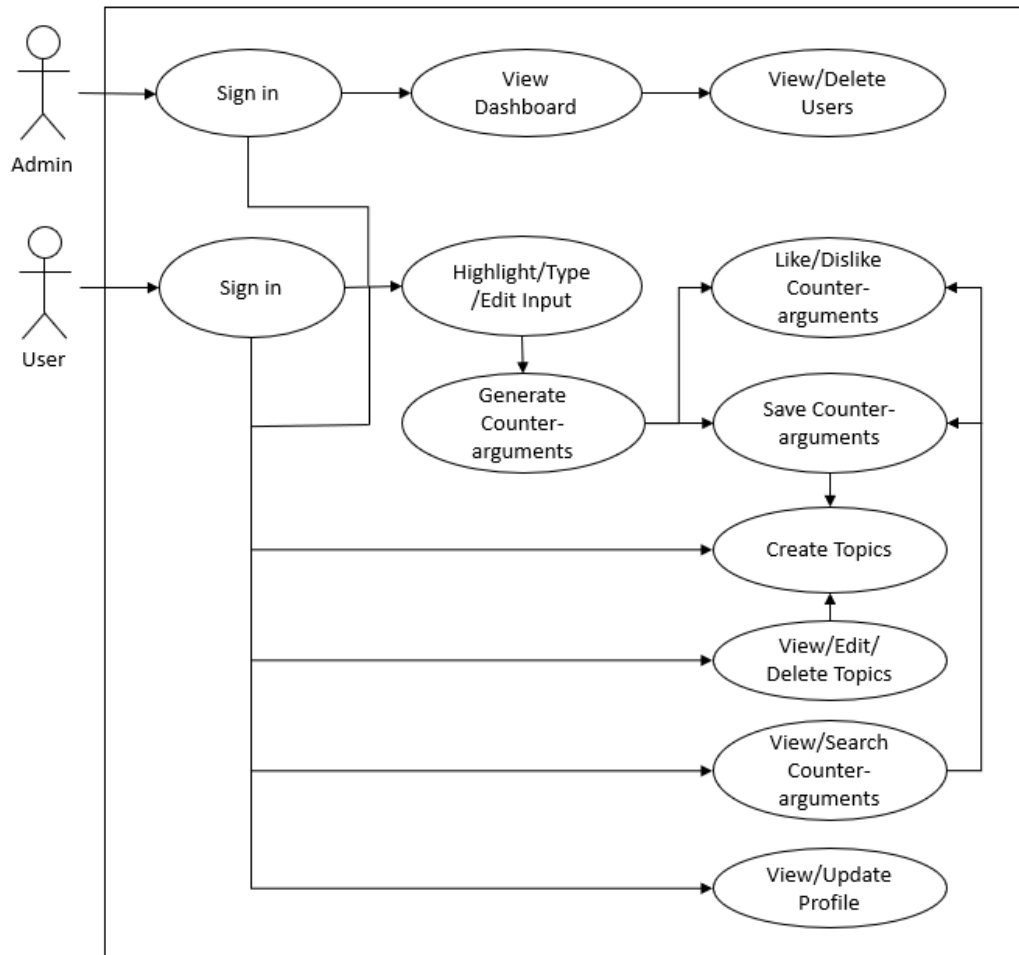 Admin
Sign in
View
Dashboard
View/Delete
Users
User
Sign in
Highlight/Type
/Edit Input
Like/Dislike
Counter-
arguments
Generate
Counter-
arguments
Save Counter-
arguments
Create Topics
View/Edit/
Delete Topics
View/Search
Counter-
arguments
View/Update
Profile